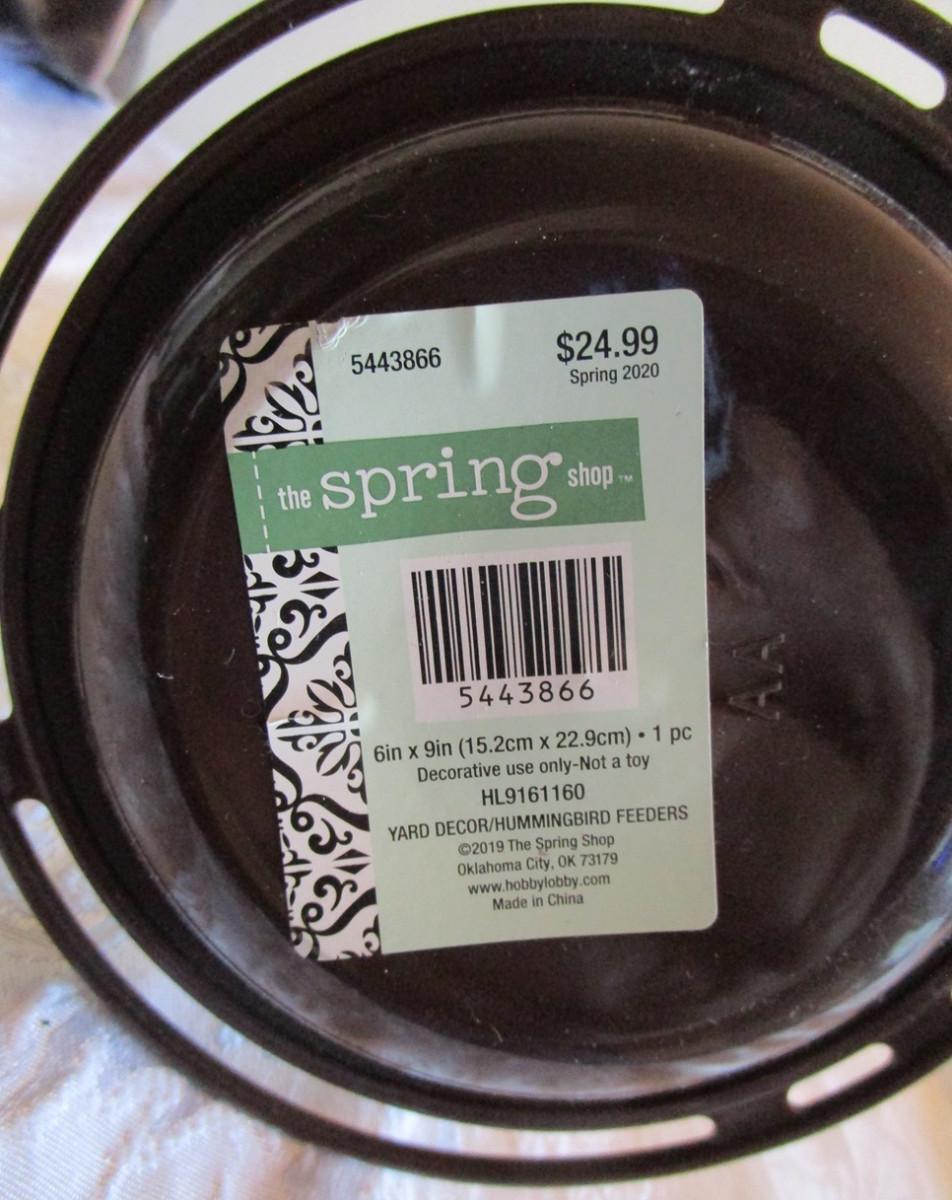 5443866
$24.99
Spring 2020
the spring shop™
5443866
6in x 9in (15.2cm x 22.9cm) • 1 pc
Decorative use only-Not a toy
HL9161160
YARD DECOR/HUMMINGBIRD FEEDERS
©2019 The Spring Shop
Oklahoma City, OK 73179
www.hobbylobby.com
Made in China